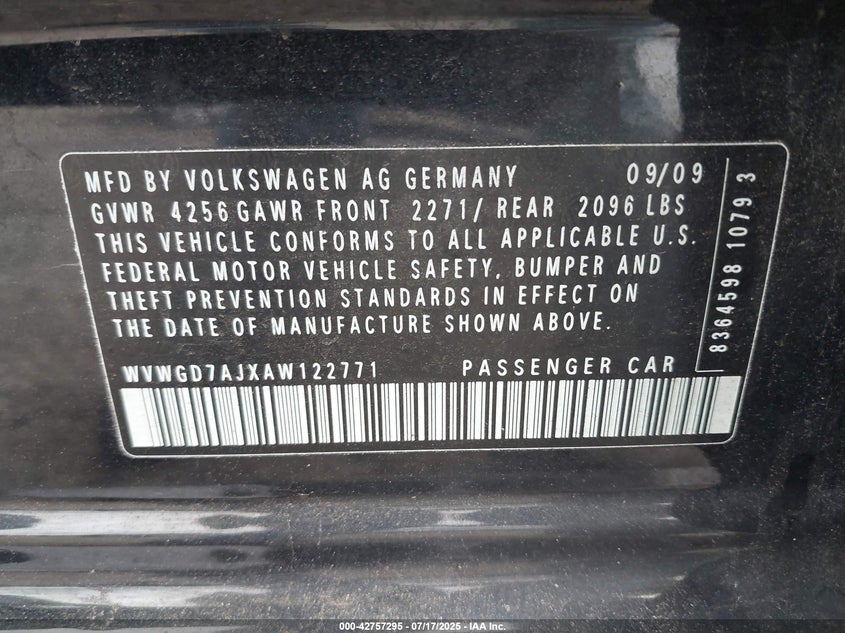 MFD BY VOLKSWAGEN AG GERMANY 09/09
GVWR 4256 GAWR FRONT 2271/ REAR 2096 LBS
THIS VEHICLE CONFORMS TO ALL APPLICABLE U.S.
FEDERAL MOTOR VEHICLE SAFETY, BUMPER AND
THEFT PREVENTION STANDARDS IN EFFECT ON
THE DATE OF MANUFACTURE SHOWN ABOVE.
WVWGD7AJXAW122771 PASSENGER CAR
8364598 1079 3
000-42757295 - 07/17/2025 - IAA Inc.